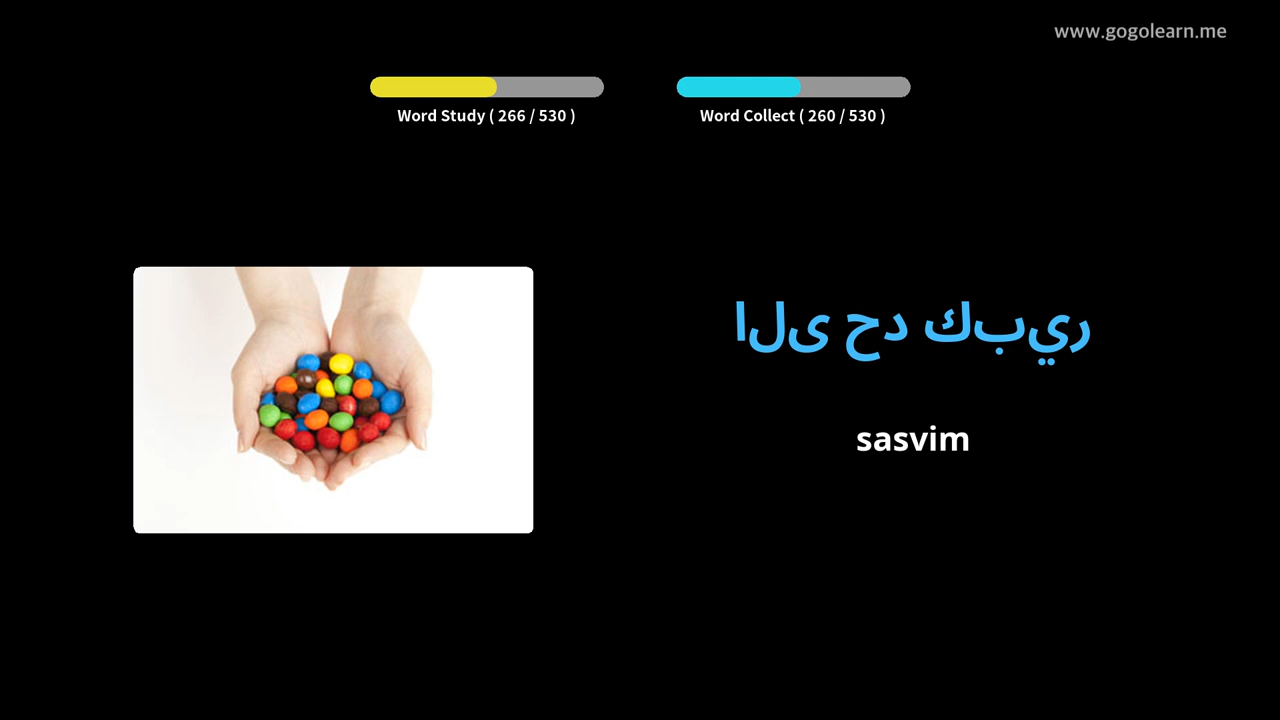 www.gogolearn.me
Word Study ( 266 / 530 )
Word Collect ( 260 / 530 )
الى حد كبير
sasvim